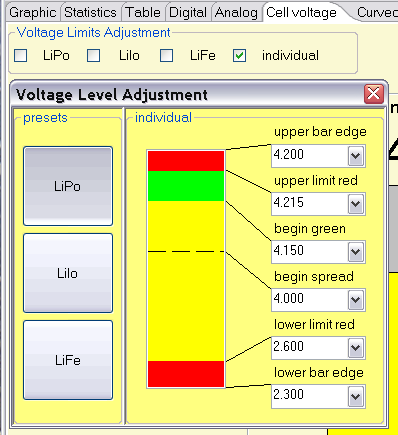 Graphic Statistics Table Digital Analog Cell voltage Curved
Voltage Limits Adjustment
LiPo LiIo LiFe individual
Voltage Level Adjustment
presets
LiPo
LiIo
LiFe
individual
upper bar edge
4.200
upper limit red
4.215
begin green
4.150
begin spread
4.000
lower limit red
2.600
lower bar edge
2.300